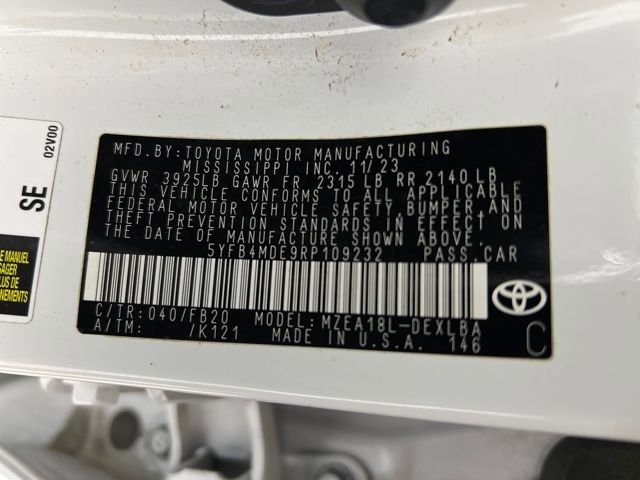 MFD. BY: TOYOTA MOTOR MANUFACTURING
MISSISSIPPI INC. 11/23
GVWR 3925LB GAWR FR 2315 LB RR 2140 LB
THIS VEHICLE CONFORMS TO ALL APPLICABLE
FEDERAL MOTOR VEHICLE SAFETY, BUMPER, AND
THEFT PREVENTION STANDARDS IN EFFECT ON
THE DATE OF MANUFACTURE SHOWN ABOVE.
5YFB4MDE9RP109232 PASS.CAR
C/TR: 040/FB20 MODEL: MZEA18L-DEXLBA
A/TM: /K121 MADE IN U.S.A. 146
C
SE
02V00
MANUEL
PLUS DE